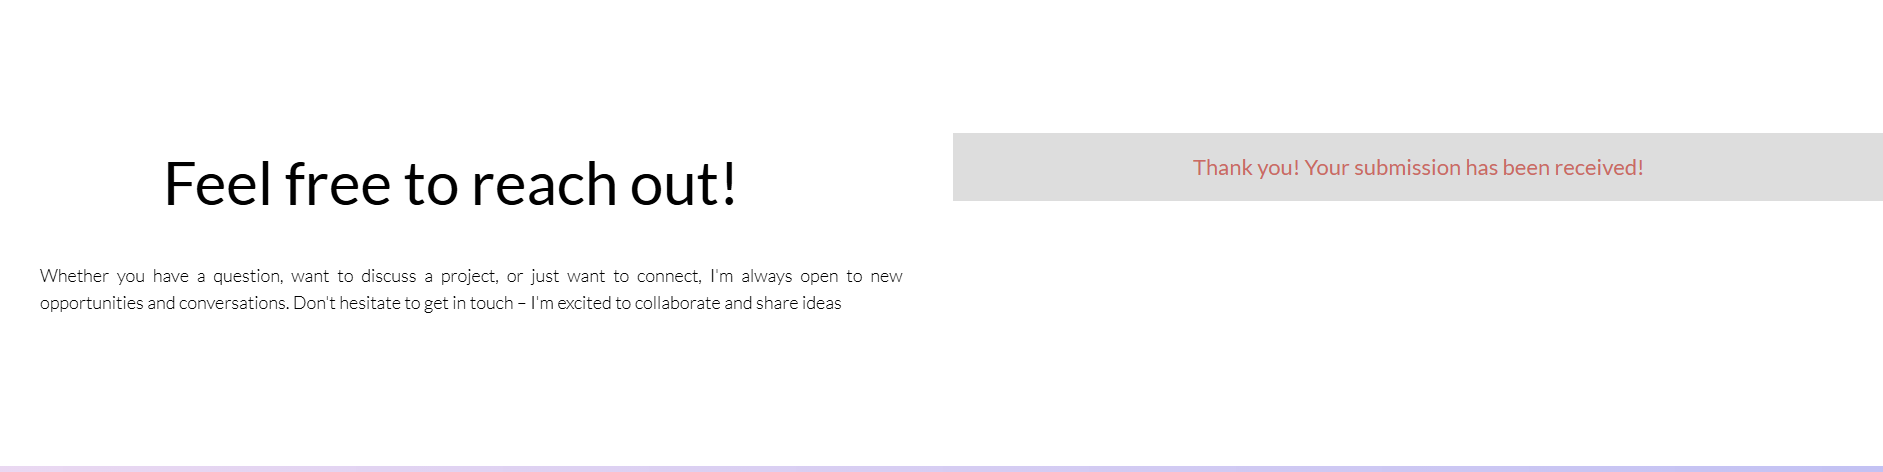 Feel free to reach out!
Whether you have a question, want to discuss a project, or just want to connect, I'm always open to new
opportunities and conversations. Don't hesitate to get in touch – I'm excited to collaborate and share ideas
Thank you! Your submission has been received!